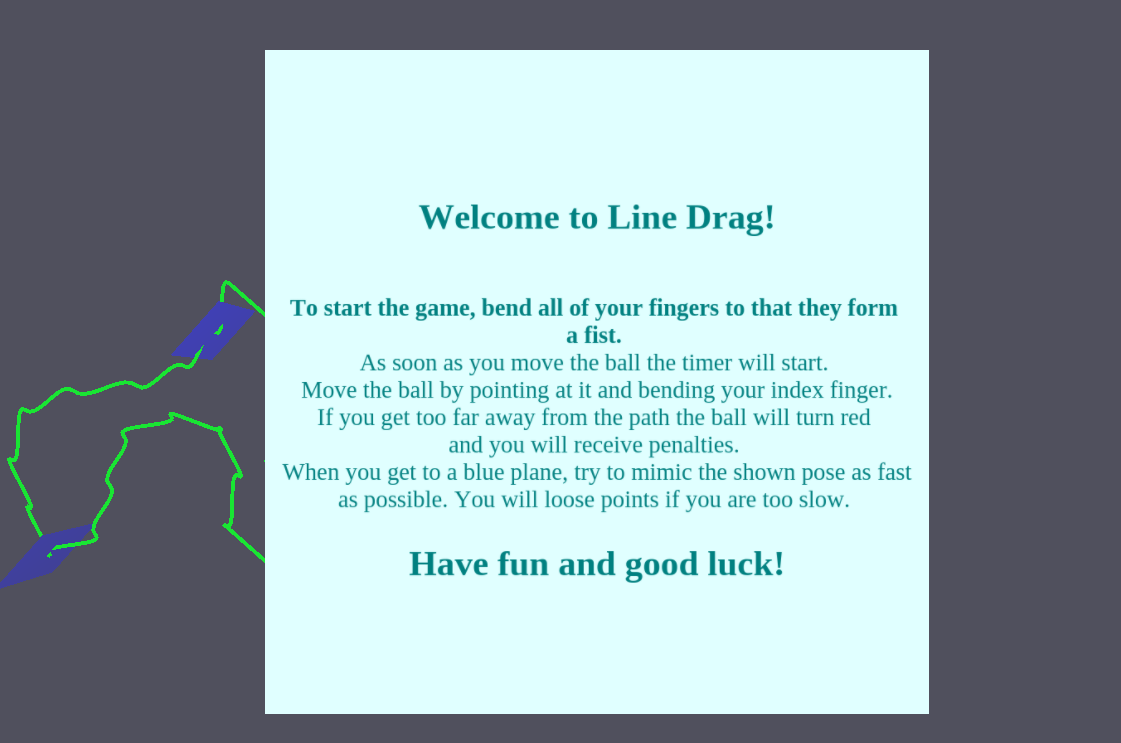 Welcome to Line Drag!
To start the game, bend all of your fingers to that they form
a fist.
As soon as you move the ball the timer will start.
Move the ball by pointing at it and bending your index finger.
If you get too far away from the path the ball will turn red
and you will receive penalties.
When you get to a blue plane, try to mimic the shown pose as fast
as possible. You will loose points if you are too slow.
Have fun and good luck!